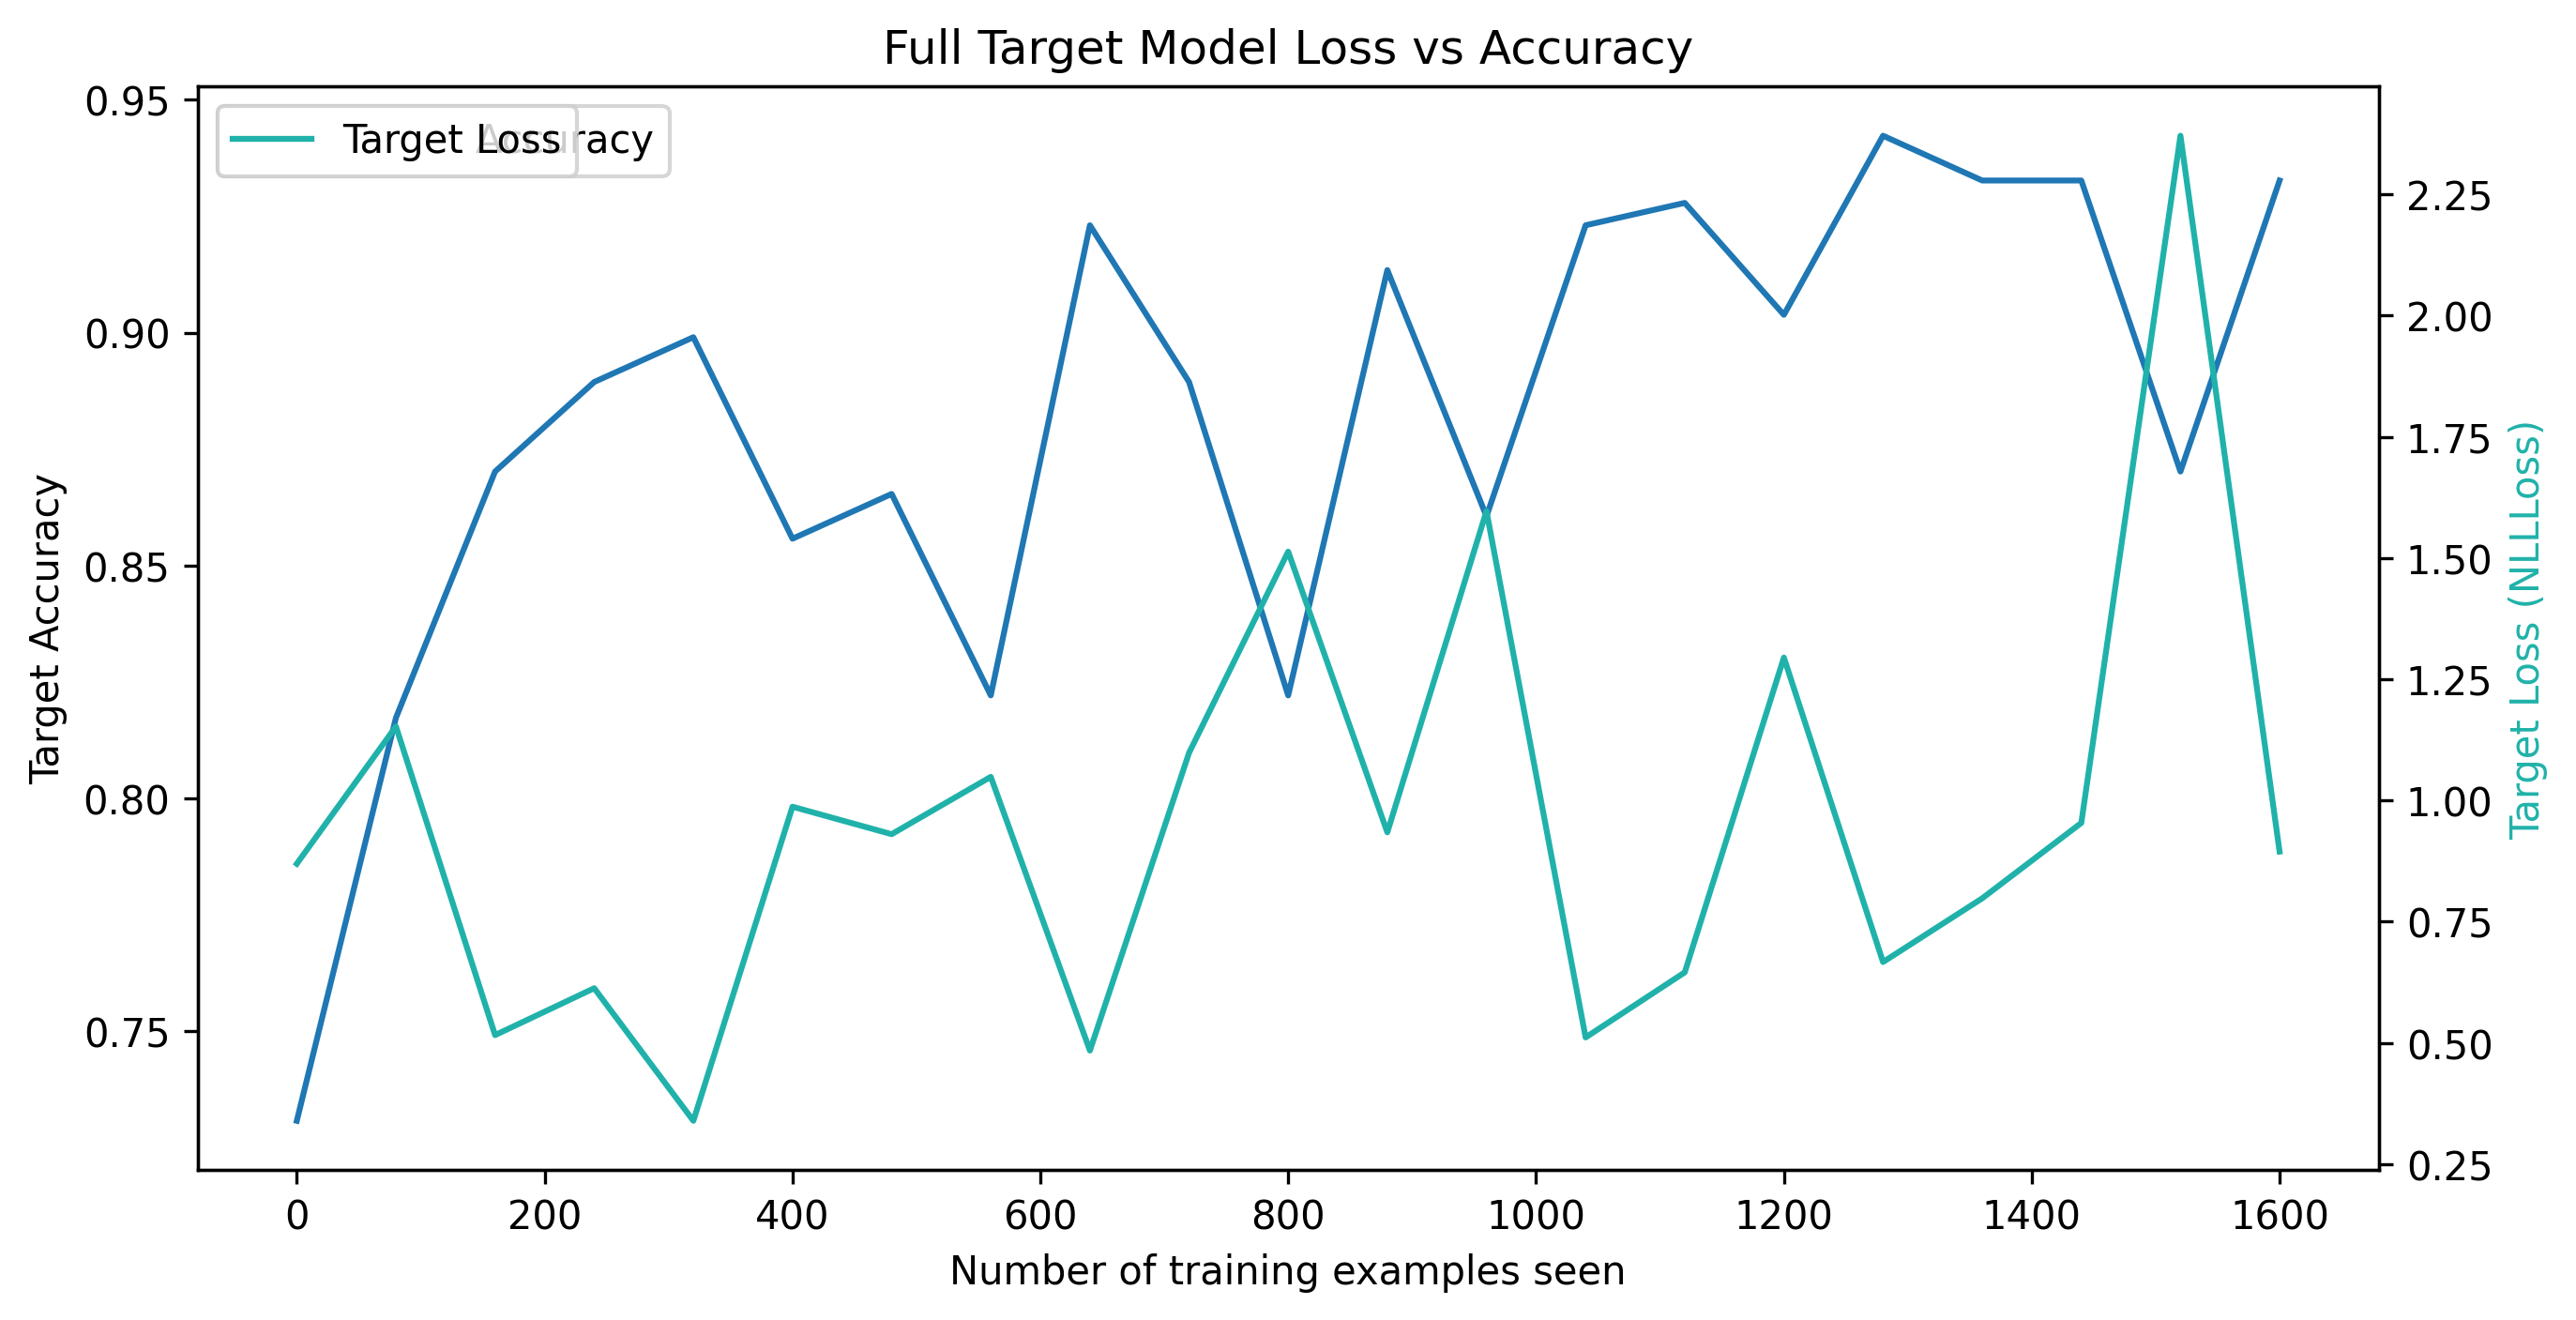 Full Target Model Loss vs Accuracy
0.95
0.90
0.85
0.80
0.75
Target Accuracy
Target Loss
Accuracy
2.25
2.00
1.75
1.50
1.25
1.00
0.75
0.50
0.25
Target Loss (NLLLoss)
0 200 400 600 800 1000 1200 1400 1600
Number of training examples seen